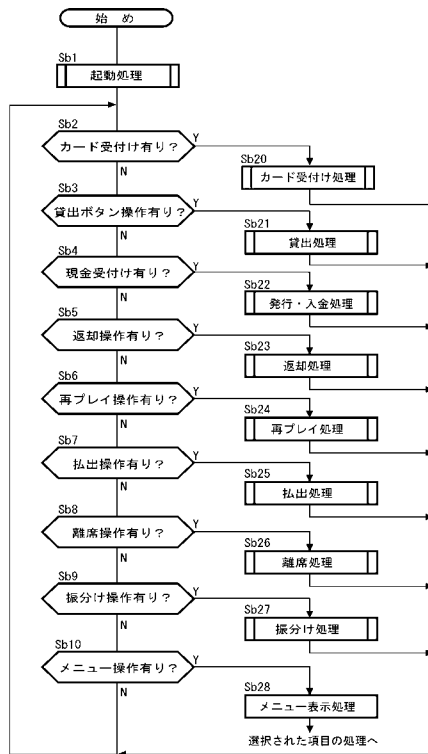 始め
Sb1
起動処理
Sb2
カード受付け有り？
Y
N
Sb20
カード受付け処理
Sb3
貸出ボタン操作有り？
Y
N
Sb21
貸出処理
Sb4
現金受付け有り？
Y
N
Sb22
発行・入金処理
Sb5
返却操作有り？
Y
N
Sb23
返却処理
Sb6
再プレイ操作有り？
Y
N
Sb24
再プレイ処理
Sb7
払出操作有り？
Y
N
Sb25
払出処理
Sb8
離席操作有り？
Y
N
Sb26
離席処理
Sb9
振分け操作有り？
Y
N
Sb27
振分け処理
Sb10
メニュー操作有り？
Y
N
Sb28
メニュー表示処理
選択された項目の処理へ